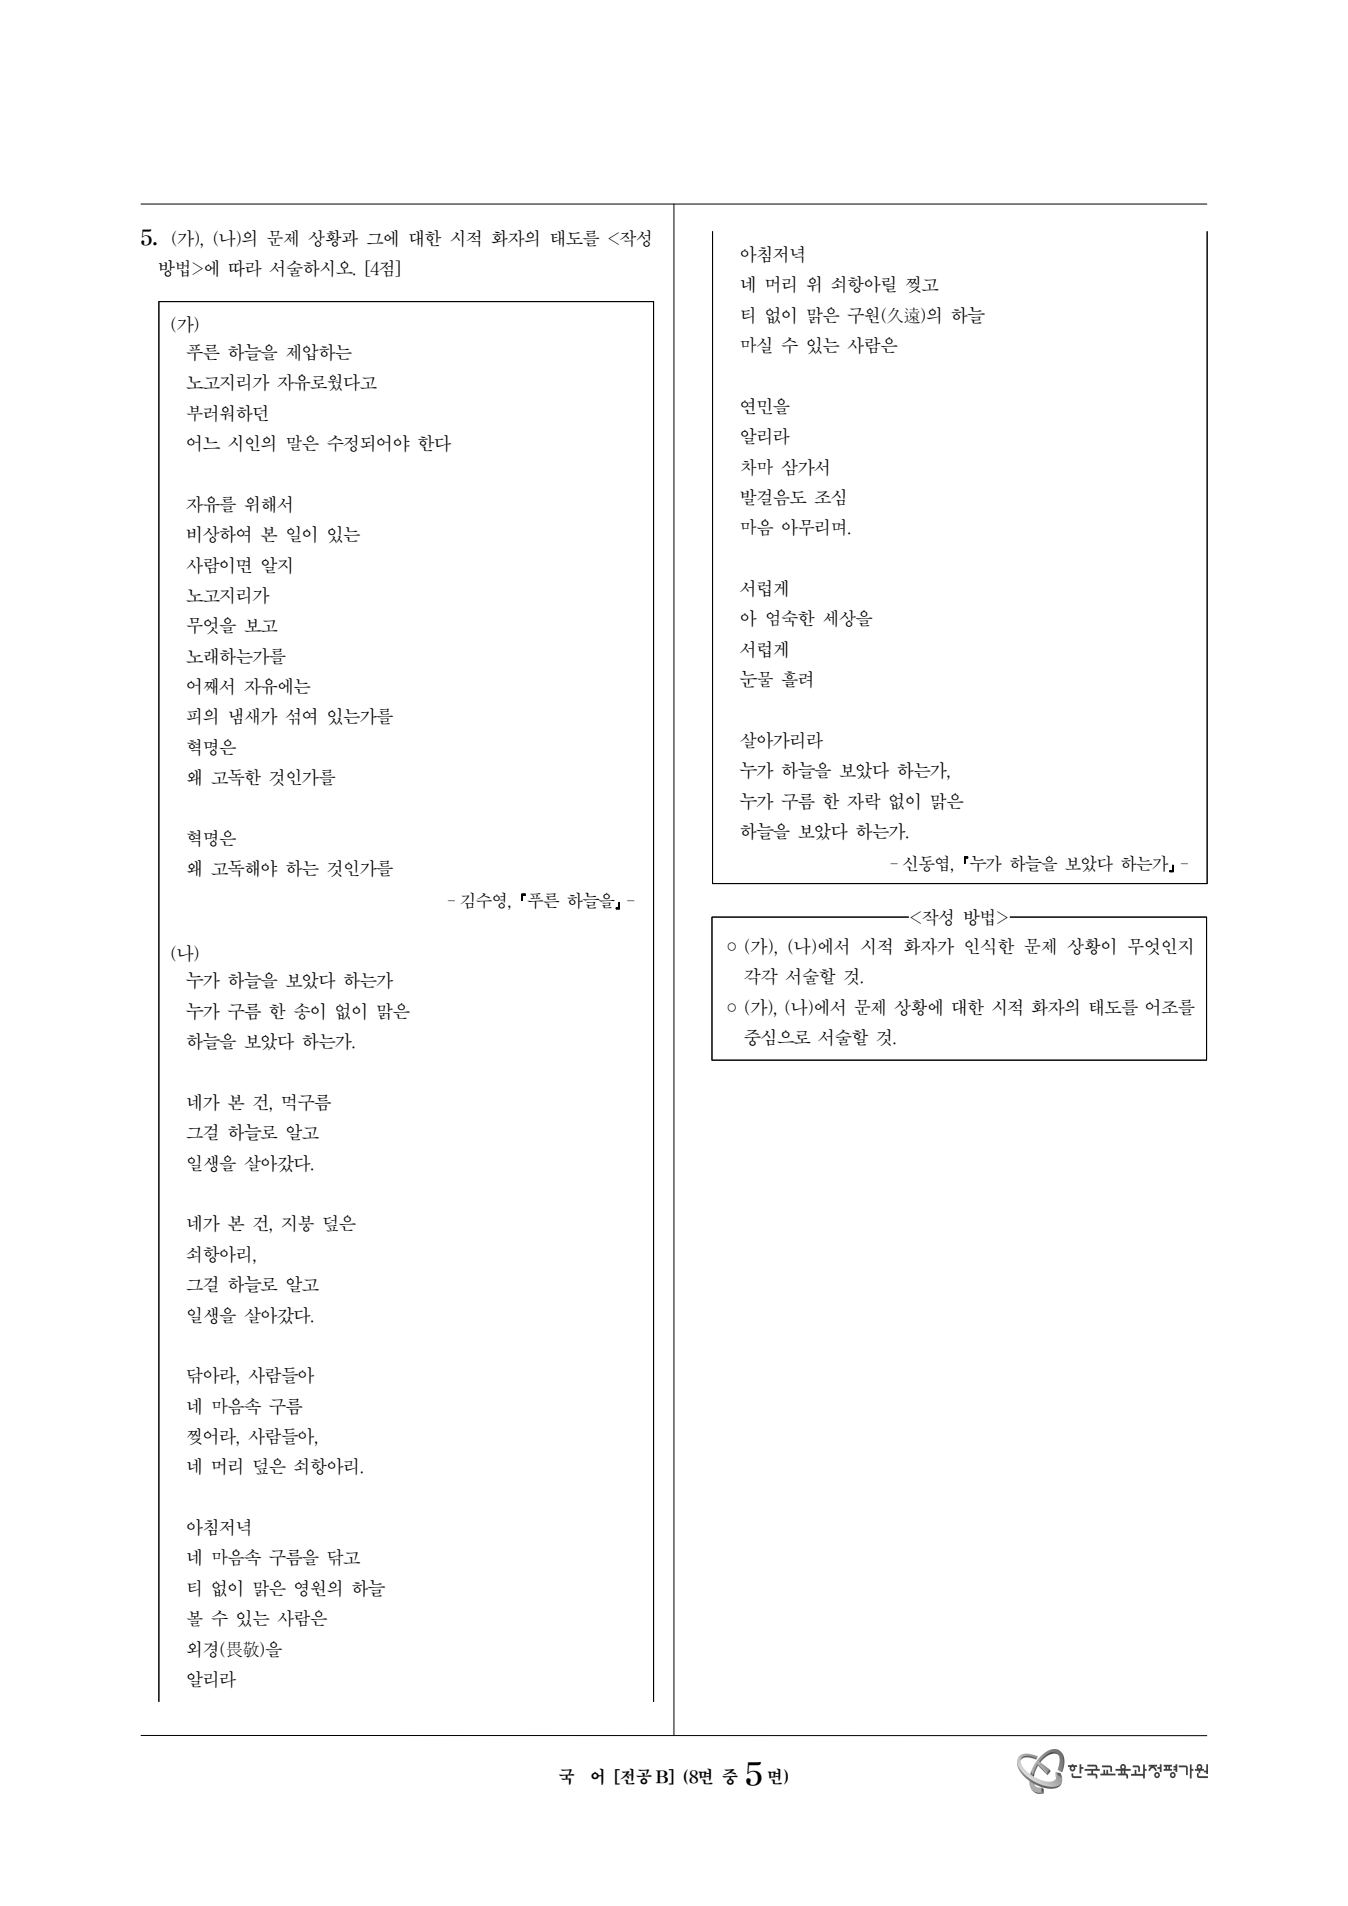 5. (가), (나)의 문제 상황과 그에 대한 시적 화자의 태도를 <작성
방법>에 따라 서술하시오. [4점]
(가)
푸른 하늘을 제압하는
노고지리가 자유로웠다고
부러워하던
어느 시인의 말은 수정되어야 한다
자유를 위해서
비상하여 본 일이 있는
사람이면 알지
노고지리가
무엇을 보고
노래하는가를
어째서 자유에는
피의 냄새가 섞여 있는가를
혁명은
왜 고독한 것인가를
혁명은
왜 고독해야 하는 것인가를
- 김수영, 『푸른 하늘을』 -
(나)
누가 하늘을 보았다 하는가
누가 구름 한 송이 없이 맑은
하늘을 보았다 하는가.
네가 본 건, 먹구름
그걸 하늘로 알고
일생을 살아갔다.
네가 본 건, 지붕 덮은
쇠항아리,
그걸 하늘로 알고
일생을 살아갔다.
닦아라, 사람들아
네 마음속 구름
찢어라, 사람들아,
네 머리 덮은 쇠항아리.
아침저녁
네 마음속 구름을 닦고
티 없이 맑은 영원의 하늘
볼 수 있는 사람은
외경(畏敬)을
알리라
아침저녁
네 머리 위 쇠항아릴 찢고
티 없이 맑은 구원(久遠)의 하늘
마실 수 있는 사람은
연민을
알리라
차마 삼가서
발걸음도 조심
마음 아무리며.
서럽게
아 엄숙한 세상을
서럽게
눈물 흘려
살아가리라
누가 하늘을 보았다 하는가,
누가 구름 한 자락 없이 맑은
하늘을 보았다 하는가.
- 신동엽, 『누가 하늘을 보았다 하는가』 -
<작성 방법>
○ (가), (나)에서 시적 화자가 인식한 문제 상황이 무엇인지
각각 서술할 것.
○ (가), (나)에서 문제 상황에 대한 시적 화자의 태도를 어조를
중심으로 서술할 것.
국 어 [전공 B] (8면 중 5 면)
한국교육과정평가원